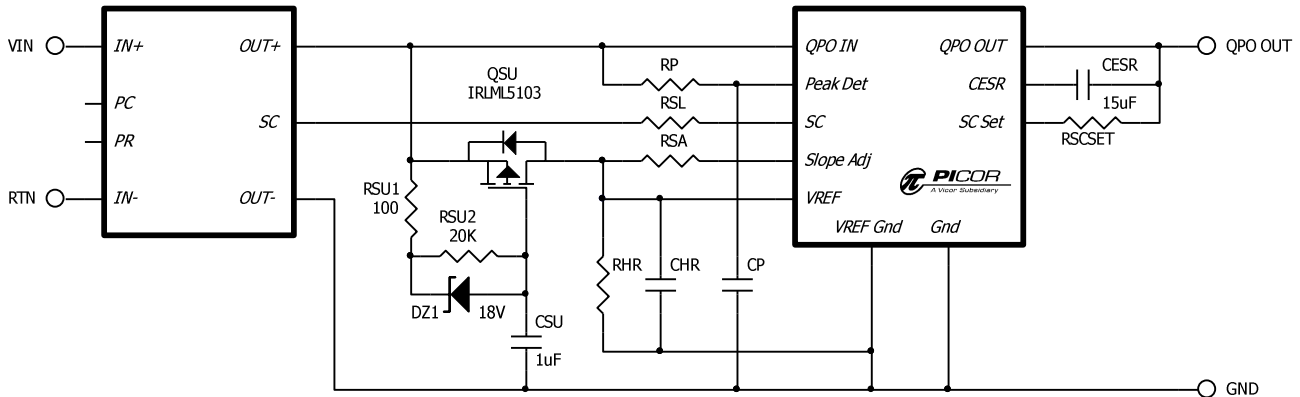 VIN
IN+
OUT+
QPO IN
QPO OUT
QPO OUT
QSU
IRLML5103
RP
Peak Det
CESR
CESR
15uF
PC
SC
RSL
SC
SC Set
RSCSET
PR
RSA
Slope Adj
π PICOR
A Vicor Subsidiary
RTN
IN-
OUT-
RSU1
100
VREF
RSU2
20K
VREF Gnd
Gnd
RHR
CHR
CP
DZ1
18V
CSU
1uF
GND